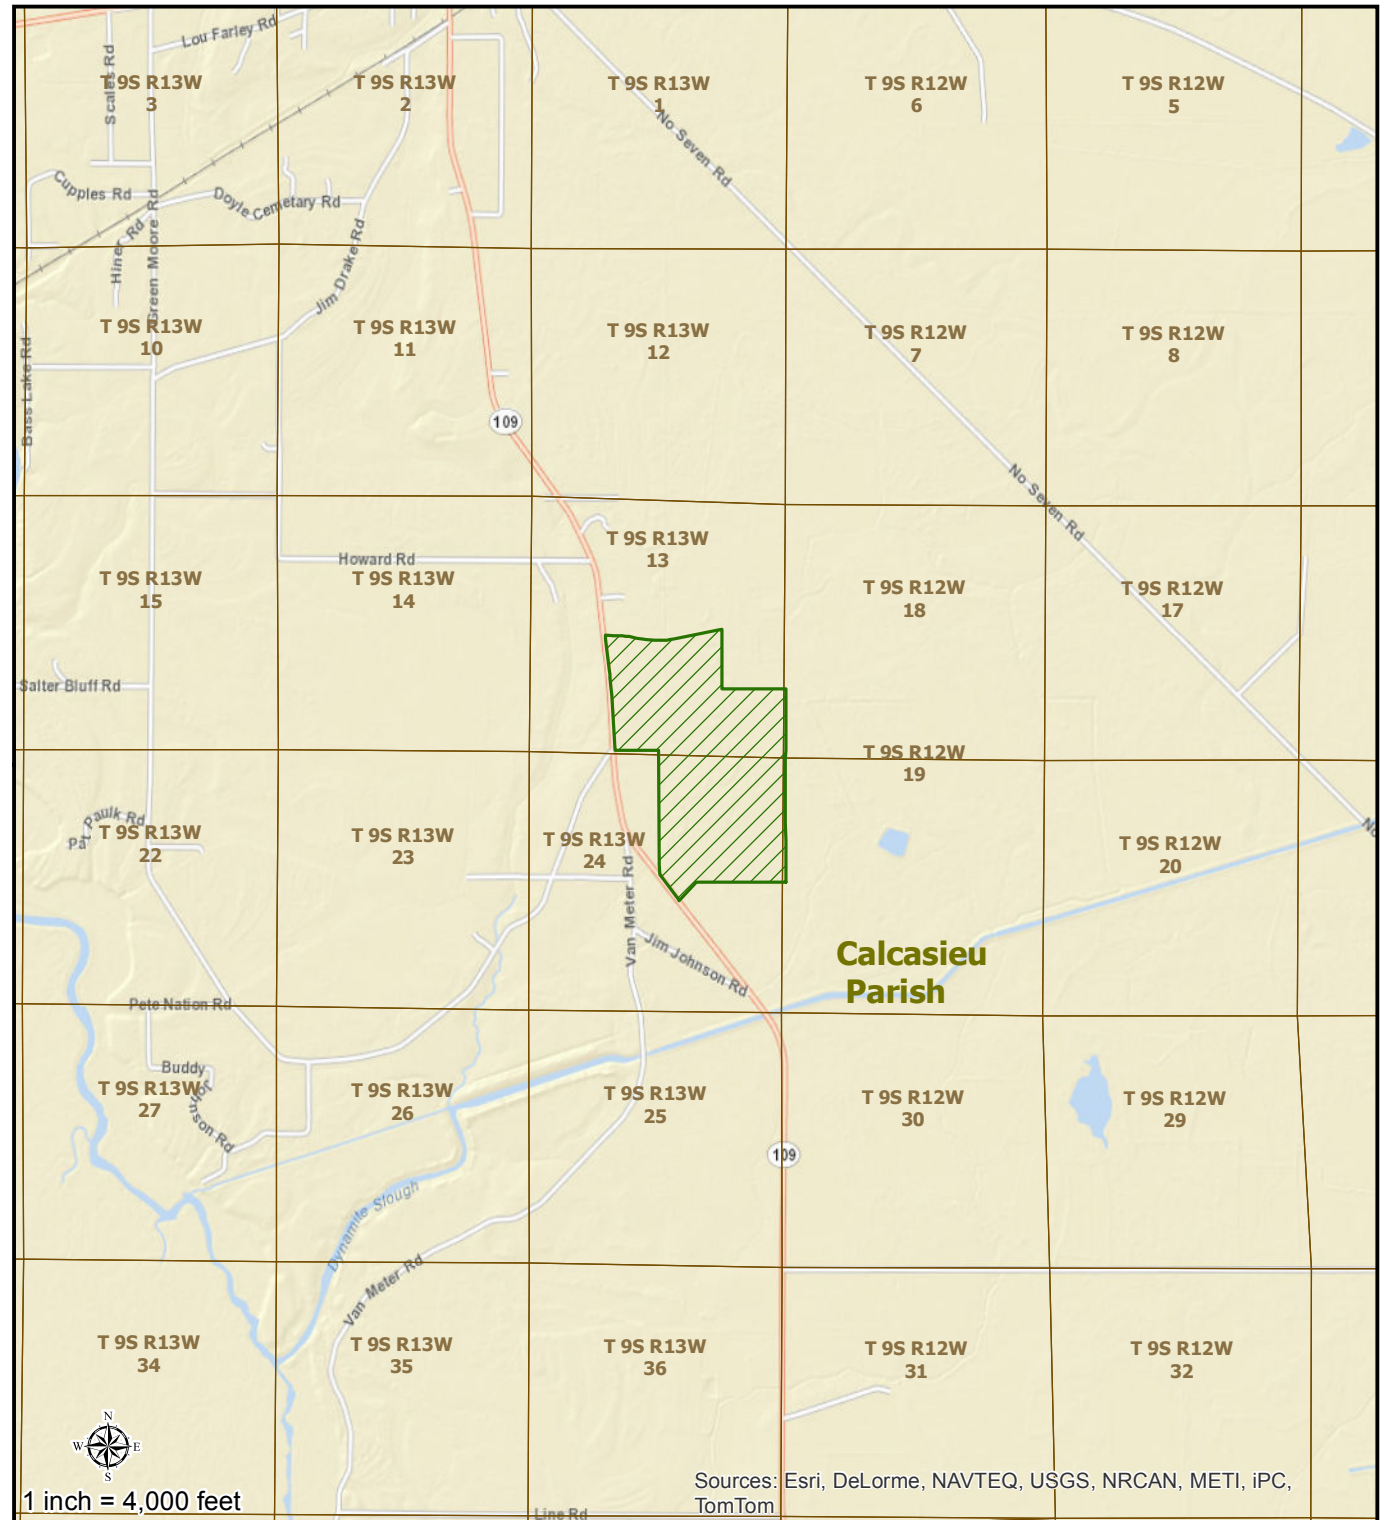 Lou Farley Rd
Scales Rd
T 9S R13W
3
T 9S R13W
2
T 9S R13W
1
T 9S R12W
6
T 9S R12W
5
No Seven Rd
Cupples Rd
Doyle Cemetary Rd
Hiner Rd
Green Moore Rd
Jim Drake Rd
Bass Lake Rd
T 9S R13W
10
T 9S R13W
11
T 9S R13W
12
T 9S R12W
7
T 9S R12W
8
109
No Seven Rd
Howard Rd
T 9S R13W
15
T 9S R13W
14
T 9S R13W
13
T 9S R12W
18
T 9S R12W
17
Salter Bluff Rd
Pat Paulk Rd
T 9S R13W
22
T 9S R13W
23
T 9S R13W
24
T 9S R12W
19
T 9S R12W
20
No
Van Meter Rd
Jim Johnson Rd
Calcasieu
Parish
Pete Nation Rd
Buddy
Johnson Rd
T 9S R13W
27
T 9S R13W
26
T 9S R13W
25
T 9S R12W
30
T 9S R12W
29
109
Dynamite Slough
Van Meter Rd
T 9S R13W
34
T 9S R13W
35
T 9S R13W
36
T 9S R12W
31
T 9S R12W
32
N
W E
S
1 inch = 4,000 feet
Line Rd
Sources: Esri, DeLorme, NAVTEQ, USGS, NRCAN, METI, iPC,
TomTom